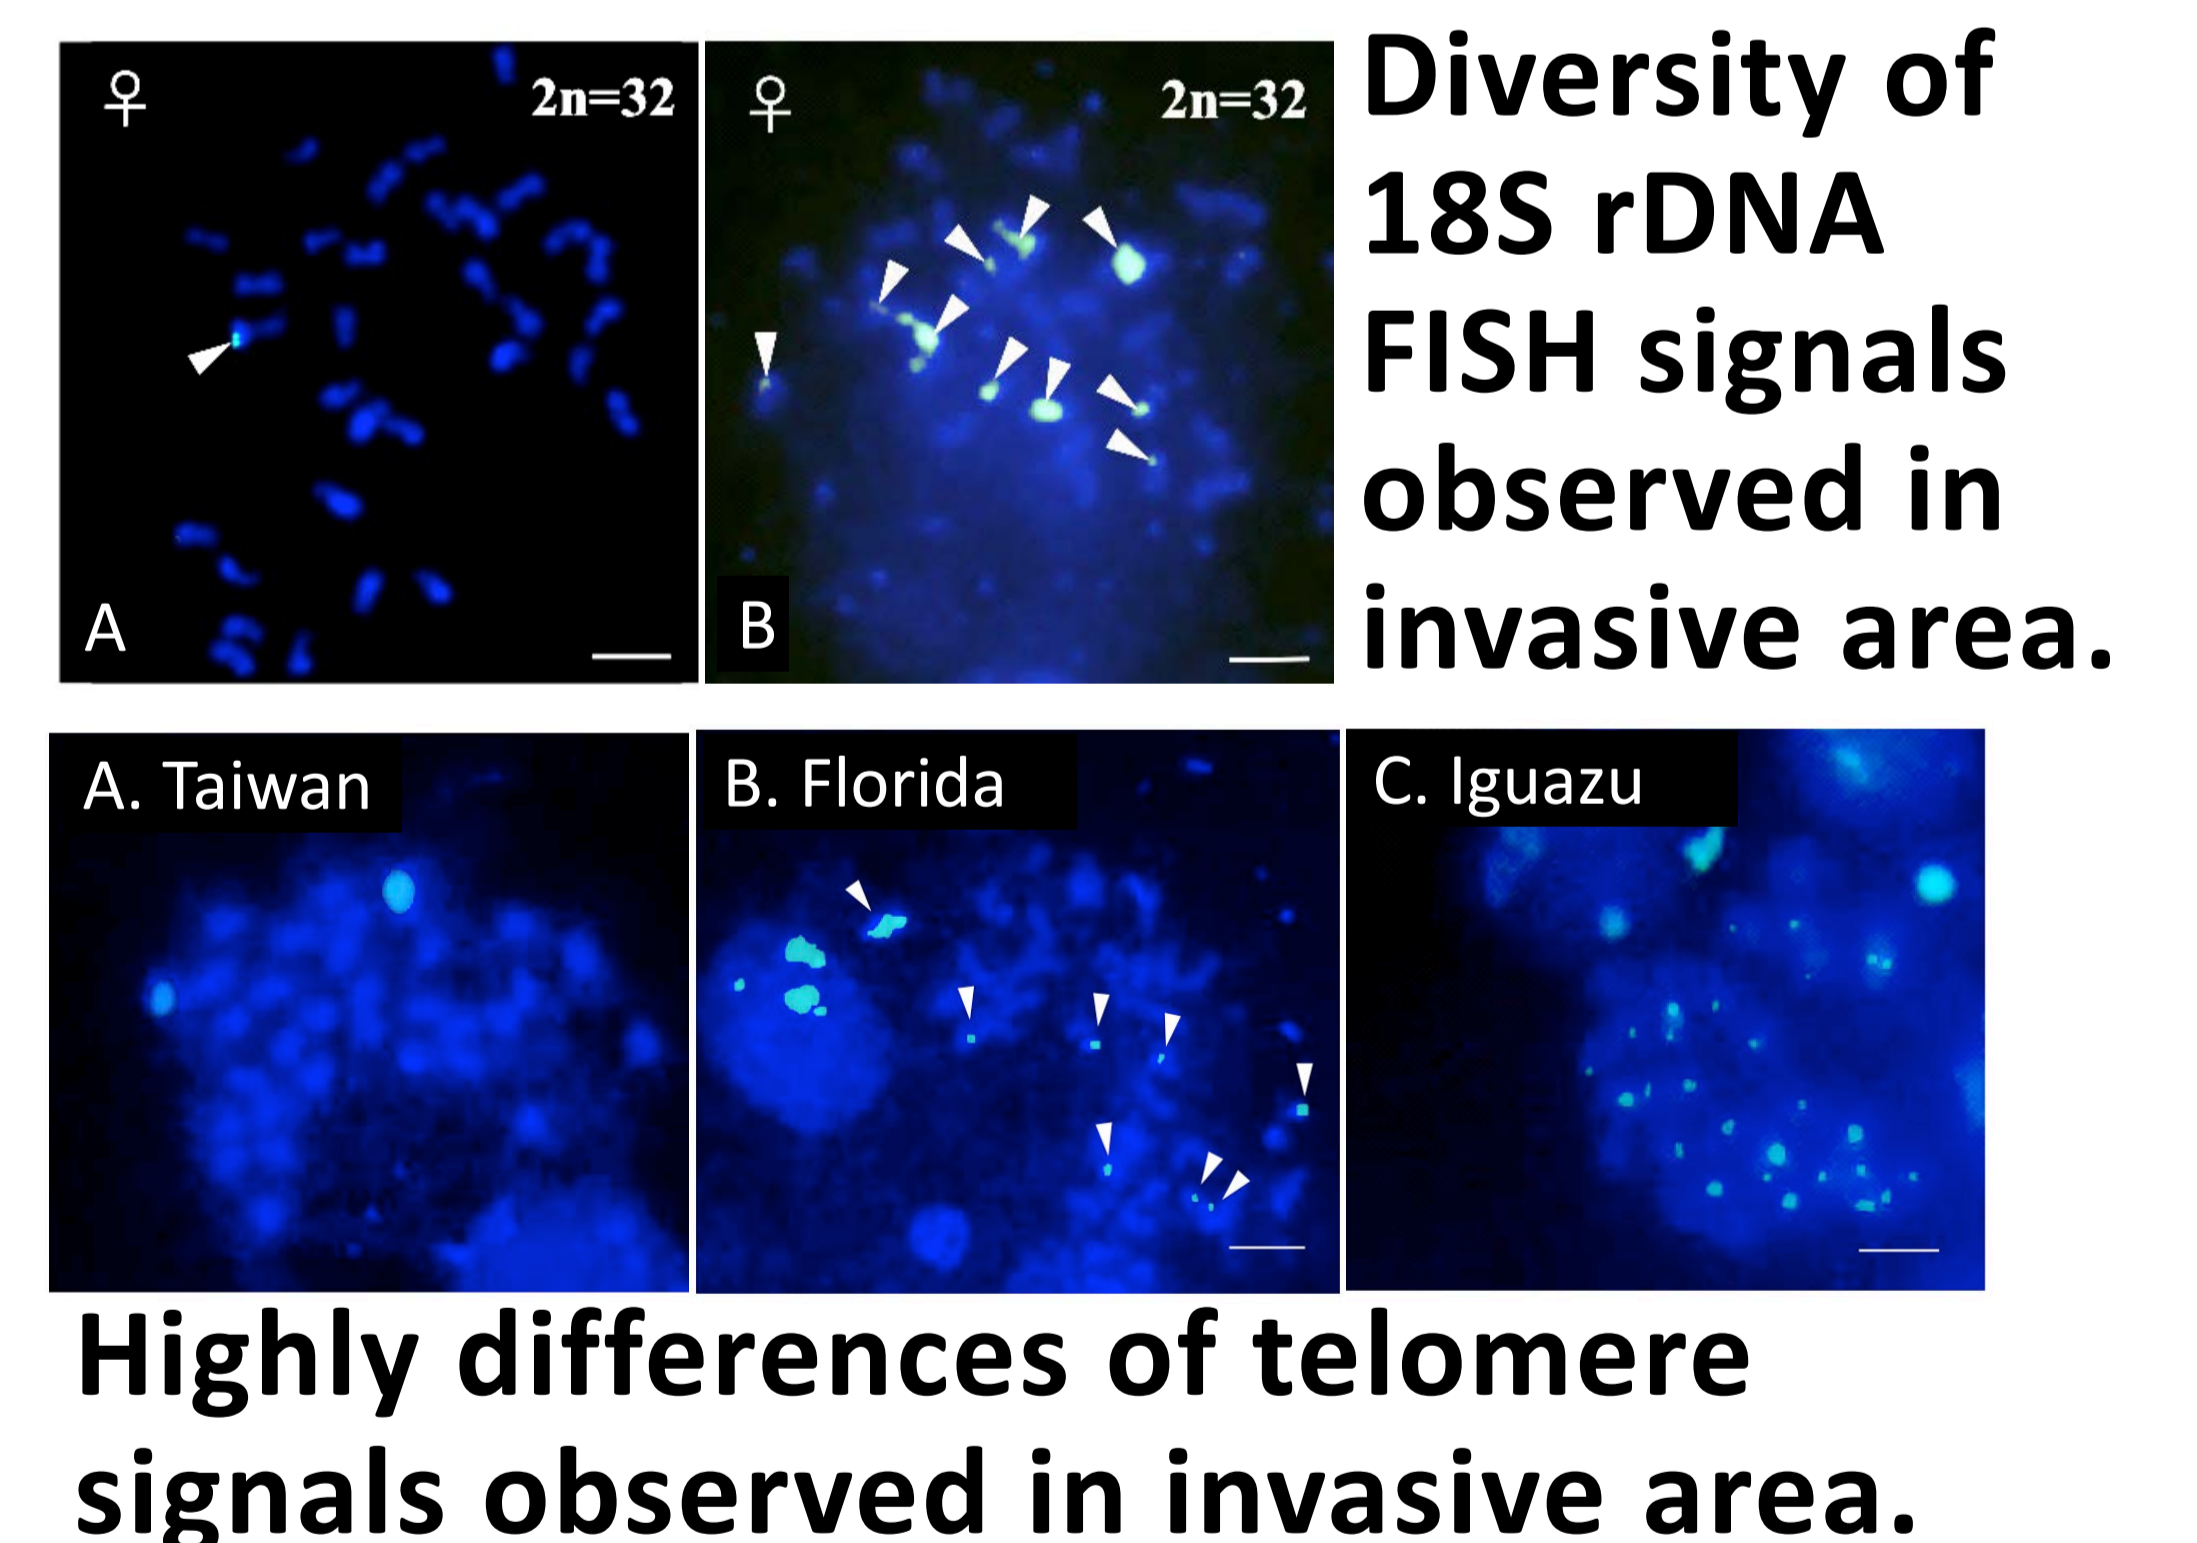 ♀ 2n=32
A
♀ 2n=32
B
Diversity of
18S rDNA
FISH signals
observed in
invasive area.
A. Taiwan
B. Florida
C. Iguazu
Highly differences of telomere
signals observed in invasive area.